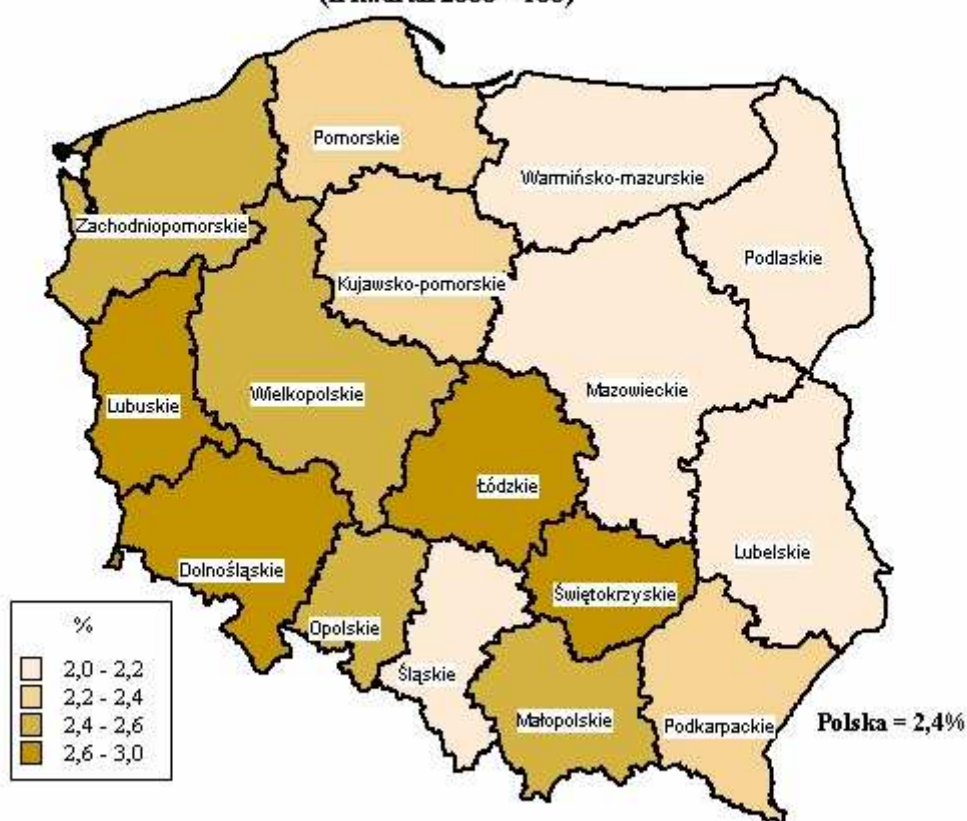 Pomorskie
Warmińsko-mazurskie
Zachodniopomorskie
Podlaskie
Kujawsko-pomorskie
Mazowieckie
Wielkopolskie
Lubuskie
Łódzkie
Lubelskie
Dolnośląskie
Świętokrzyskie
Opolskie
Śląskie
Małopolskie
Podkarpackie
Polska = 2,4%
%
2,0 - 2,2
2,2 - 2,4
2,4 - 2,6
2,6 - 3,0